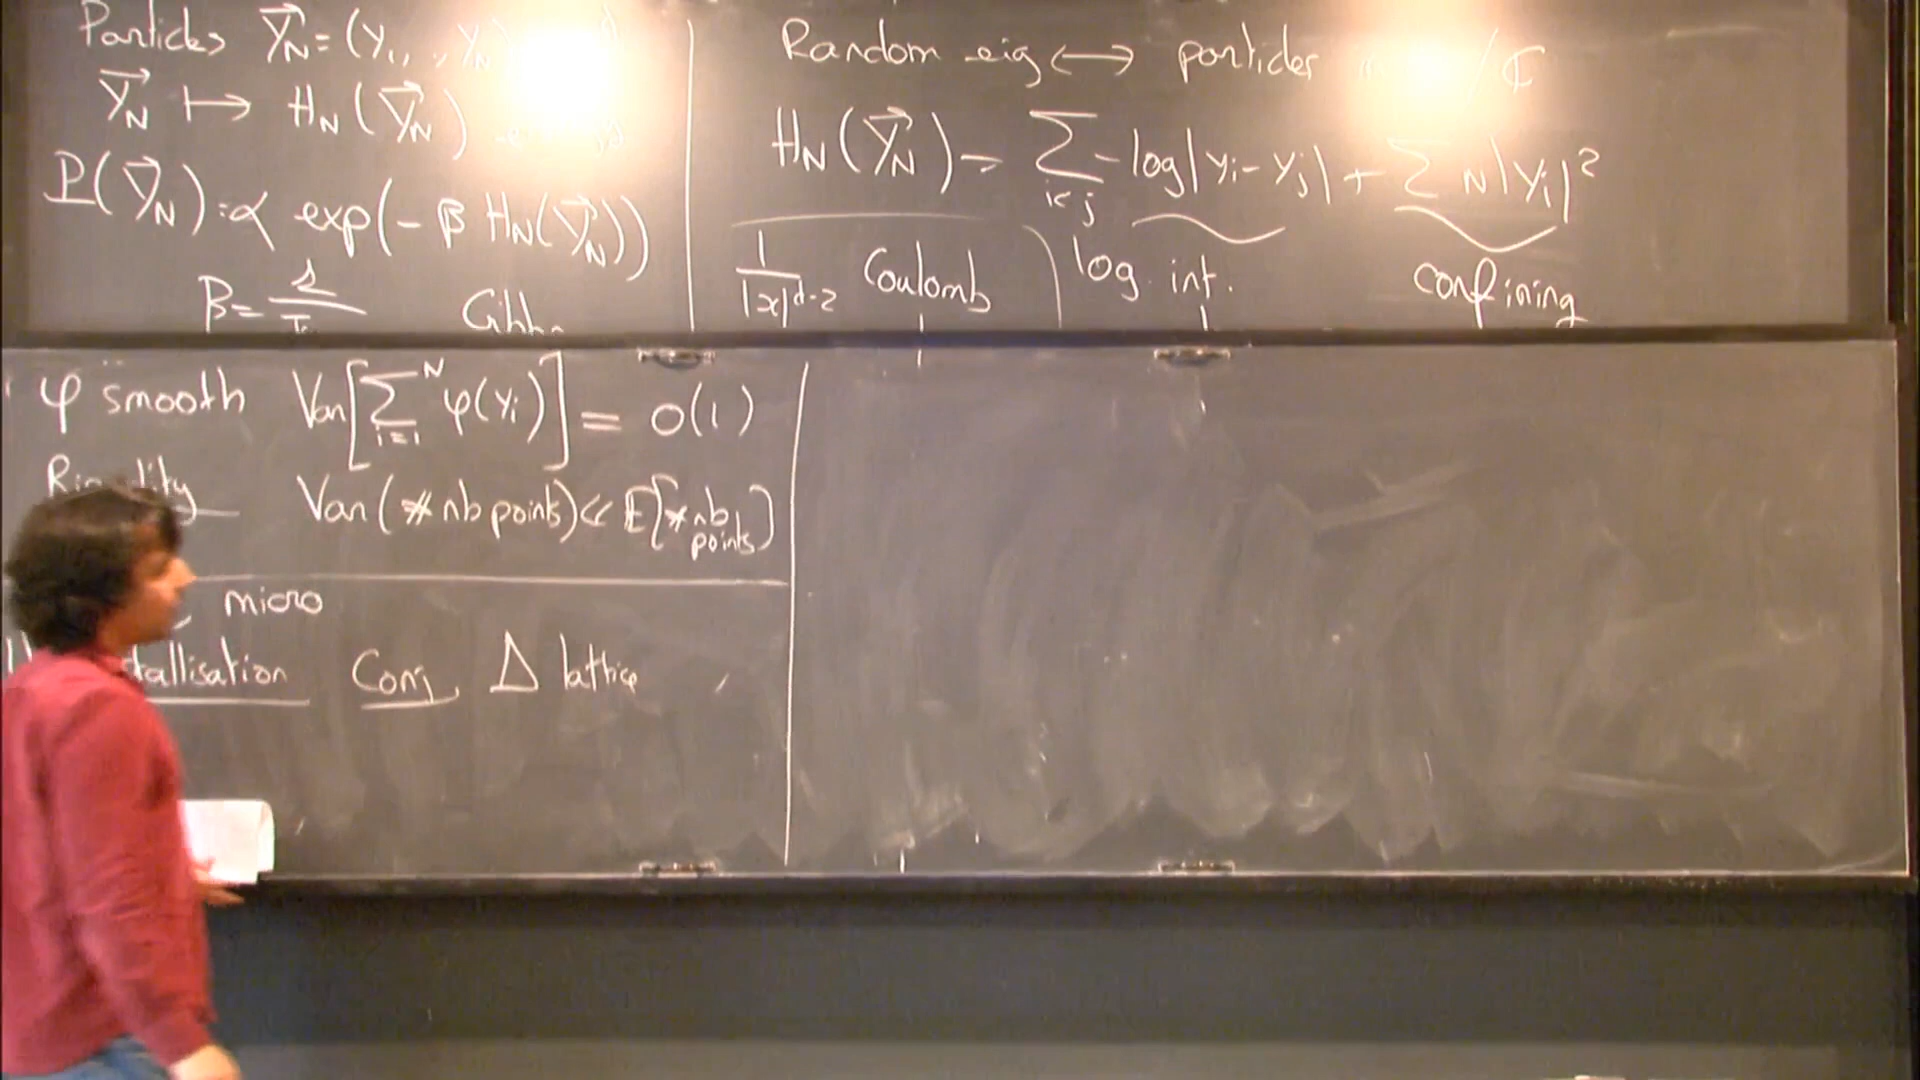 Particles Y⃗_N = (Y_1, ., Y_N)
Y⃗_N ↦ H_N(Y⃗_N)
P(Y⃗_N) :∝ exp(-β H_N(Y⃗_N))
β = 1/T Gibbs
Random eig ↔ particles / ℂ
H_N(Y⃗_N) = ∑_{i<j} -log|Y_i - Y_j| + ∑ N|Y_i|^2
1/|x|^{d-2} Coulomb ) log int. confining
φ smooth Var[∑_{i=1}^N φ(Y_i)] = O(1)
Rigidity Var(# nb points) << E[# nb points]
micro
tallisation Conj Δ lattice